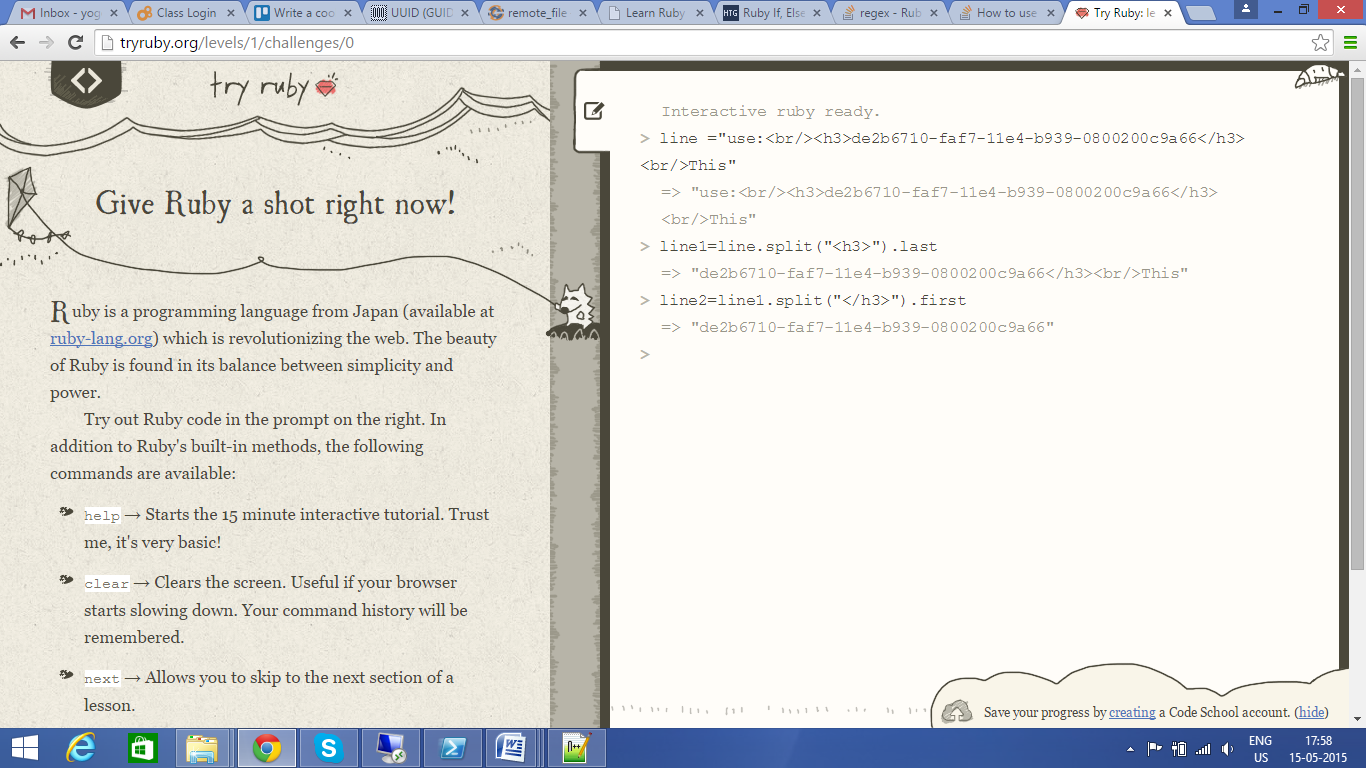 Inbox - yog
Class Login
Write a coo
UUID (GUID
remote_file
Learn Ruby
HTG Ruby If, Else
regex - Rub
How to use
Try Ruby: le
tryruby.org/levels/1/challenges/0
try ruby
Give Ruby a shot right now!
Ruby is a programming language from Japan (available at
ruby-lang.org) which is revolutionizing the web. The beauty
of Ruby is found in its balance between simplicity and
power.
Try out Ruby code in the prompt on the right. In
addition to Ruby's built-in methods, the following
commands are available:
help → Starts the 15 minute interactive tutorial. Trust
me, it's very basic!
clear → Clears the screen. Useful if your browser
starts slowing down. Your command history will be
remembered.
next → Allows you to skip to the next section of a
lesson.
Interactive ruby ready.
> line ="use:<br/><h3>de2b6710-faf7-11e4-b939-0800200c9a66</h3>
<br/>This"
=> "use:<br/><h3>de2b6710-faf7-11e4-b939-0800200c9a66</h3>
<br/>This"
> line1=line.split("<h3>").last
=> "de2b6710-faf7-11e4-b939-0800200c9a66</h3><br/>This"
> line2=line1.split("</h3>").first
=> "de2b6710-faf7-11e4-b939-0800200c9a66"
>
Save your progress by creating a Code School account. (hide)
ENG
US
17:58
15-05-2015